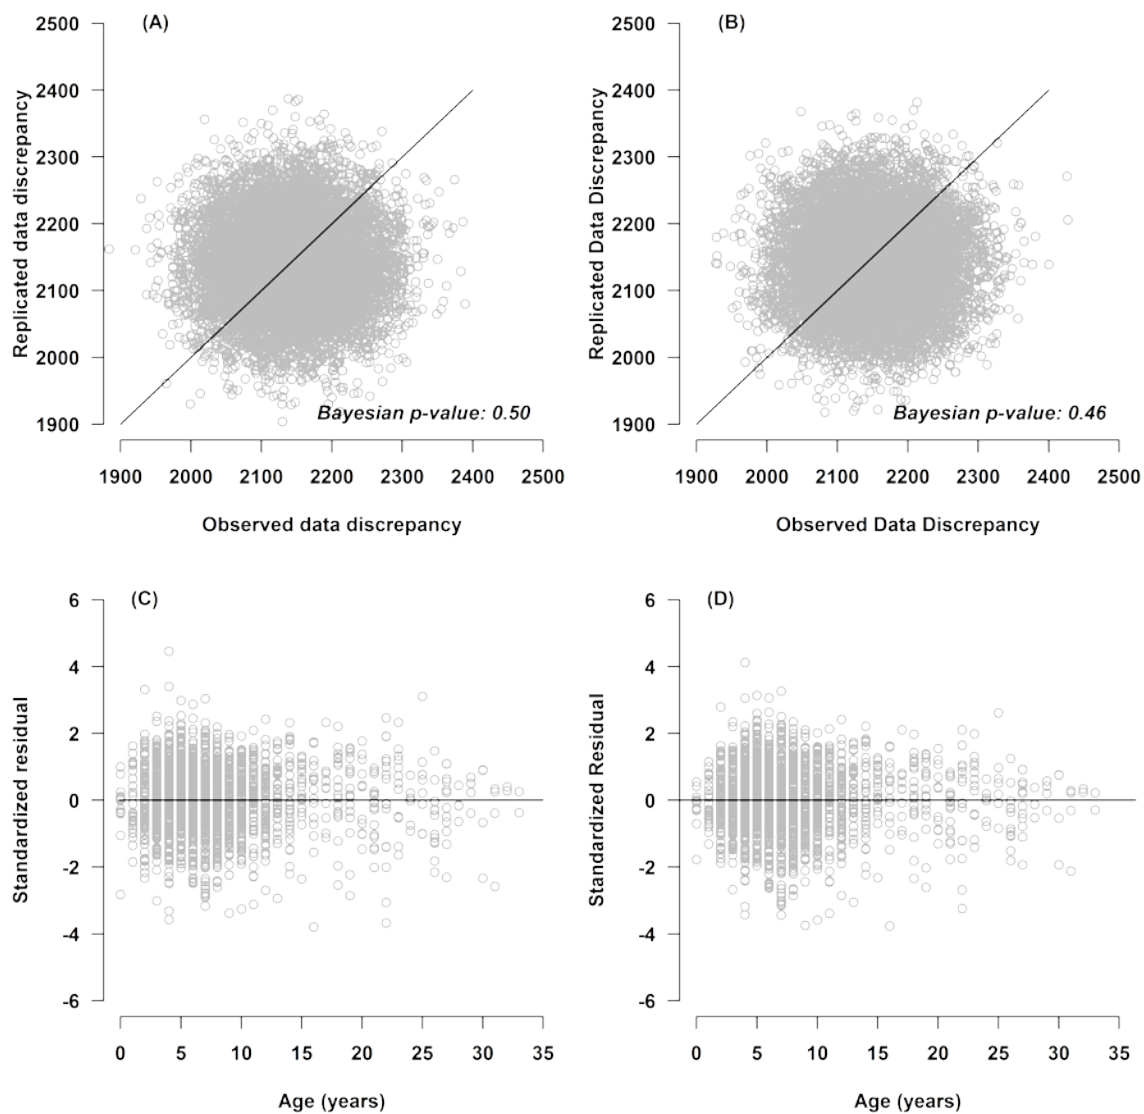 (A)
2500
2400
2300
2200
2100
2000
1900
Replicated data discrepancy
Bayesian p-value: 0.50
1900 2000 2100 2200 2300 2400 2500
Observed data discrepancy
(B)
2500
2400
2300
2200
2100
2000
1900
Replicated Data Discrepancy
Bayesian p-value: 0.46
1900 2000 2100 2200 2300 2400 2500
Observed Data Discrepancy
(C)
6
4
2
0
-2
-4
-6
Standardized residual
0 5 10 15 20 25 30 35
Age (years)
(D)
6
4
2
0
-2
-4
-6
Standardized Residual
0 5 10 15 20 25 30 35
Age (years)